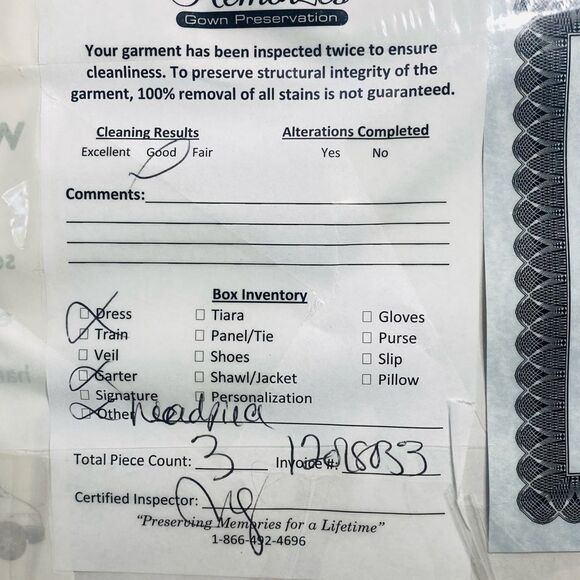 Memories
Gown Preservation
Your garment has been inspected twice to ensure
cleanliness. To preserve structural integrity of the
garment, 100% removal of all stains is not guaranteed.
Cleaning Results Alterations Completed
Excellent Good Fair Yes No
Comments:
Box Inventory
☐ Dress ☐ Tiara ☐ Gloves
☐ Train ☐ Panel/Tie ☐ Purse
☐ Veil ☐ Shoes ☐ Slip
☐ Garter ☐ Shawl/Jacket ☐ Pillow
☐ Signature ☐ Personalization
☐ Other
Total Piece Count: 3 Invoice #:
Certified Inspector:
"Preserving Memories for a Lifetime"
1-866-492-4696